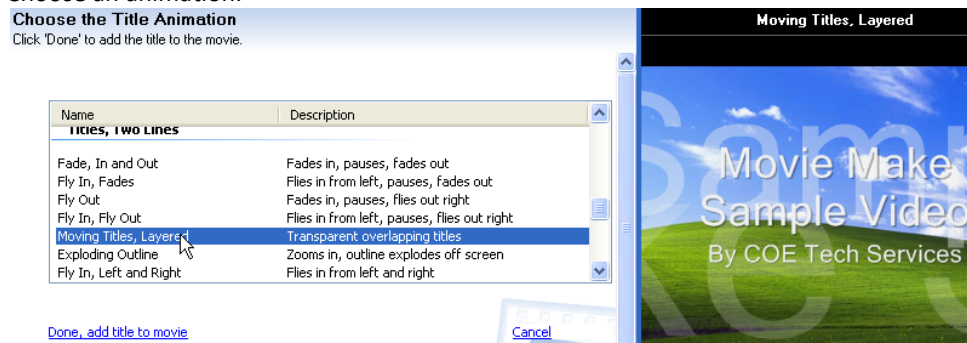 choose an animation.
Choose the Title Animation
Click 'Done' to add the title to the movie.
Name Description
Titles, Two Lines
Fade, In and Out Fades in, pauses, fades out
Fly In, Fades Flies in from left, pauses, fades out
Fly Out Fades in, pauses, flies out right
Fly In, Fly Out Flies in from left, pauses, flies out right
Moving Titles, Layered Transparent overlapping titles
Exploding Outline Zooms in, outline explodes off screen
Fly In, Left and Right Flies in from left and right
Done, add title to movie Cancel
Moving Titles, Layered
Movie Make
Sample Video
By COE Tech Services